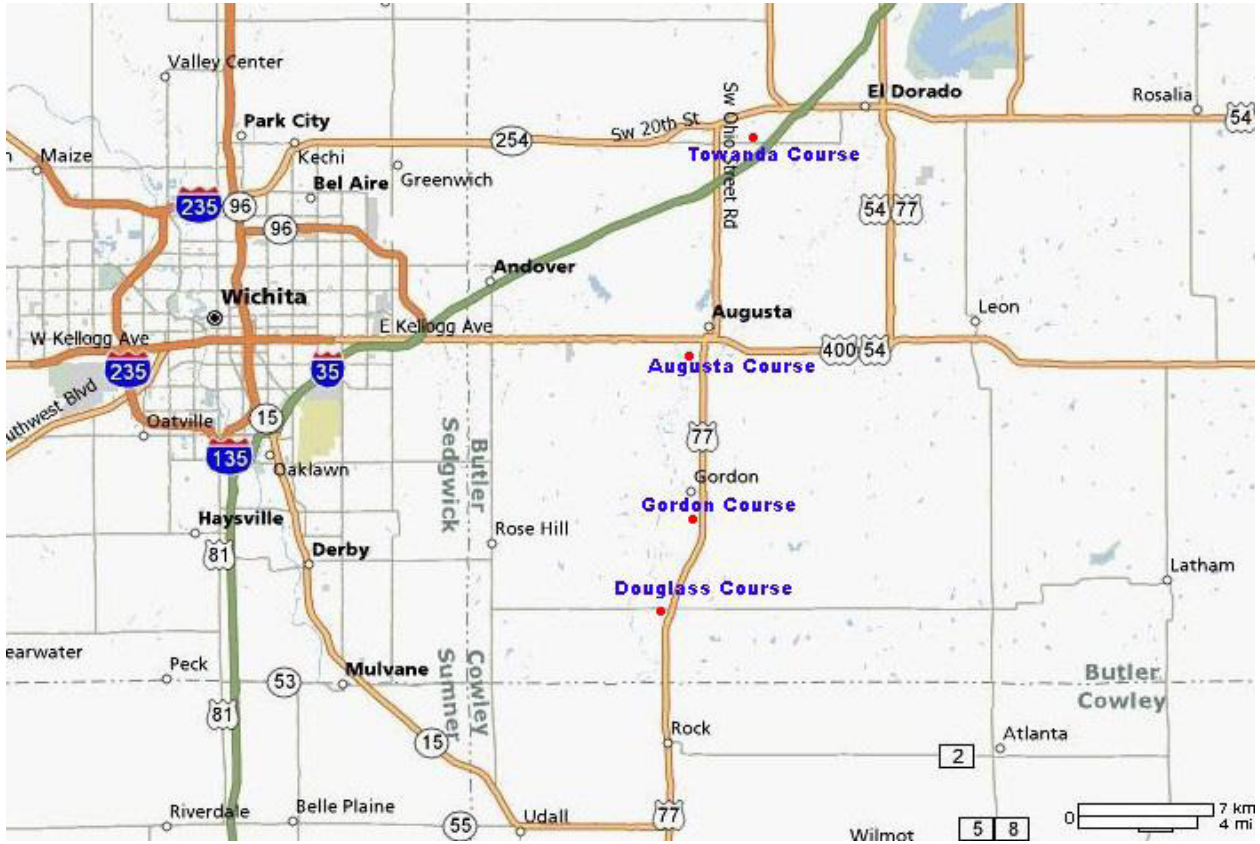 Valley Center
Park City
Kechi
Maize
Bel Aire
Greenwich
254
Sw 20th St
Sw Ohio Street Rd
El Dorado
Rosalia
54
Towanda Course
235
96
96
54
77
Andover
Wichita
Augusta
Leon
E Kellogg Ave
W Kellogg Ave
400
54
Augusta Course
235
35
15
77
Oatville
135
Oaklawn
Sedgwick
Butler
Gordon
Gordon Course
Haysville
81
Derby
Rose Hill
Latham
Douglass Course
earwater
Peck
53
Mulvane
Sumner
Cowley
Butler
Cowley
81
15
Rock
2
Atlanta
Riverdale
Belle Plaine
55
Udall
77
Wilmot
5
8
0
7 km
4 mi